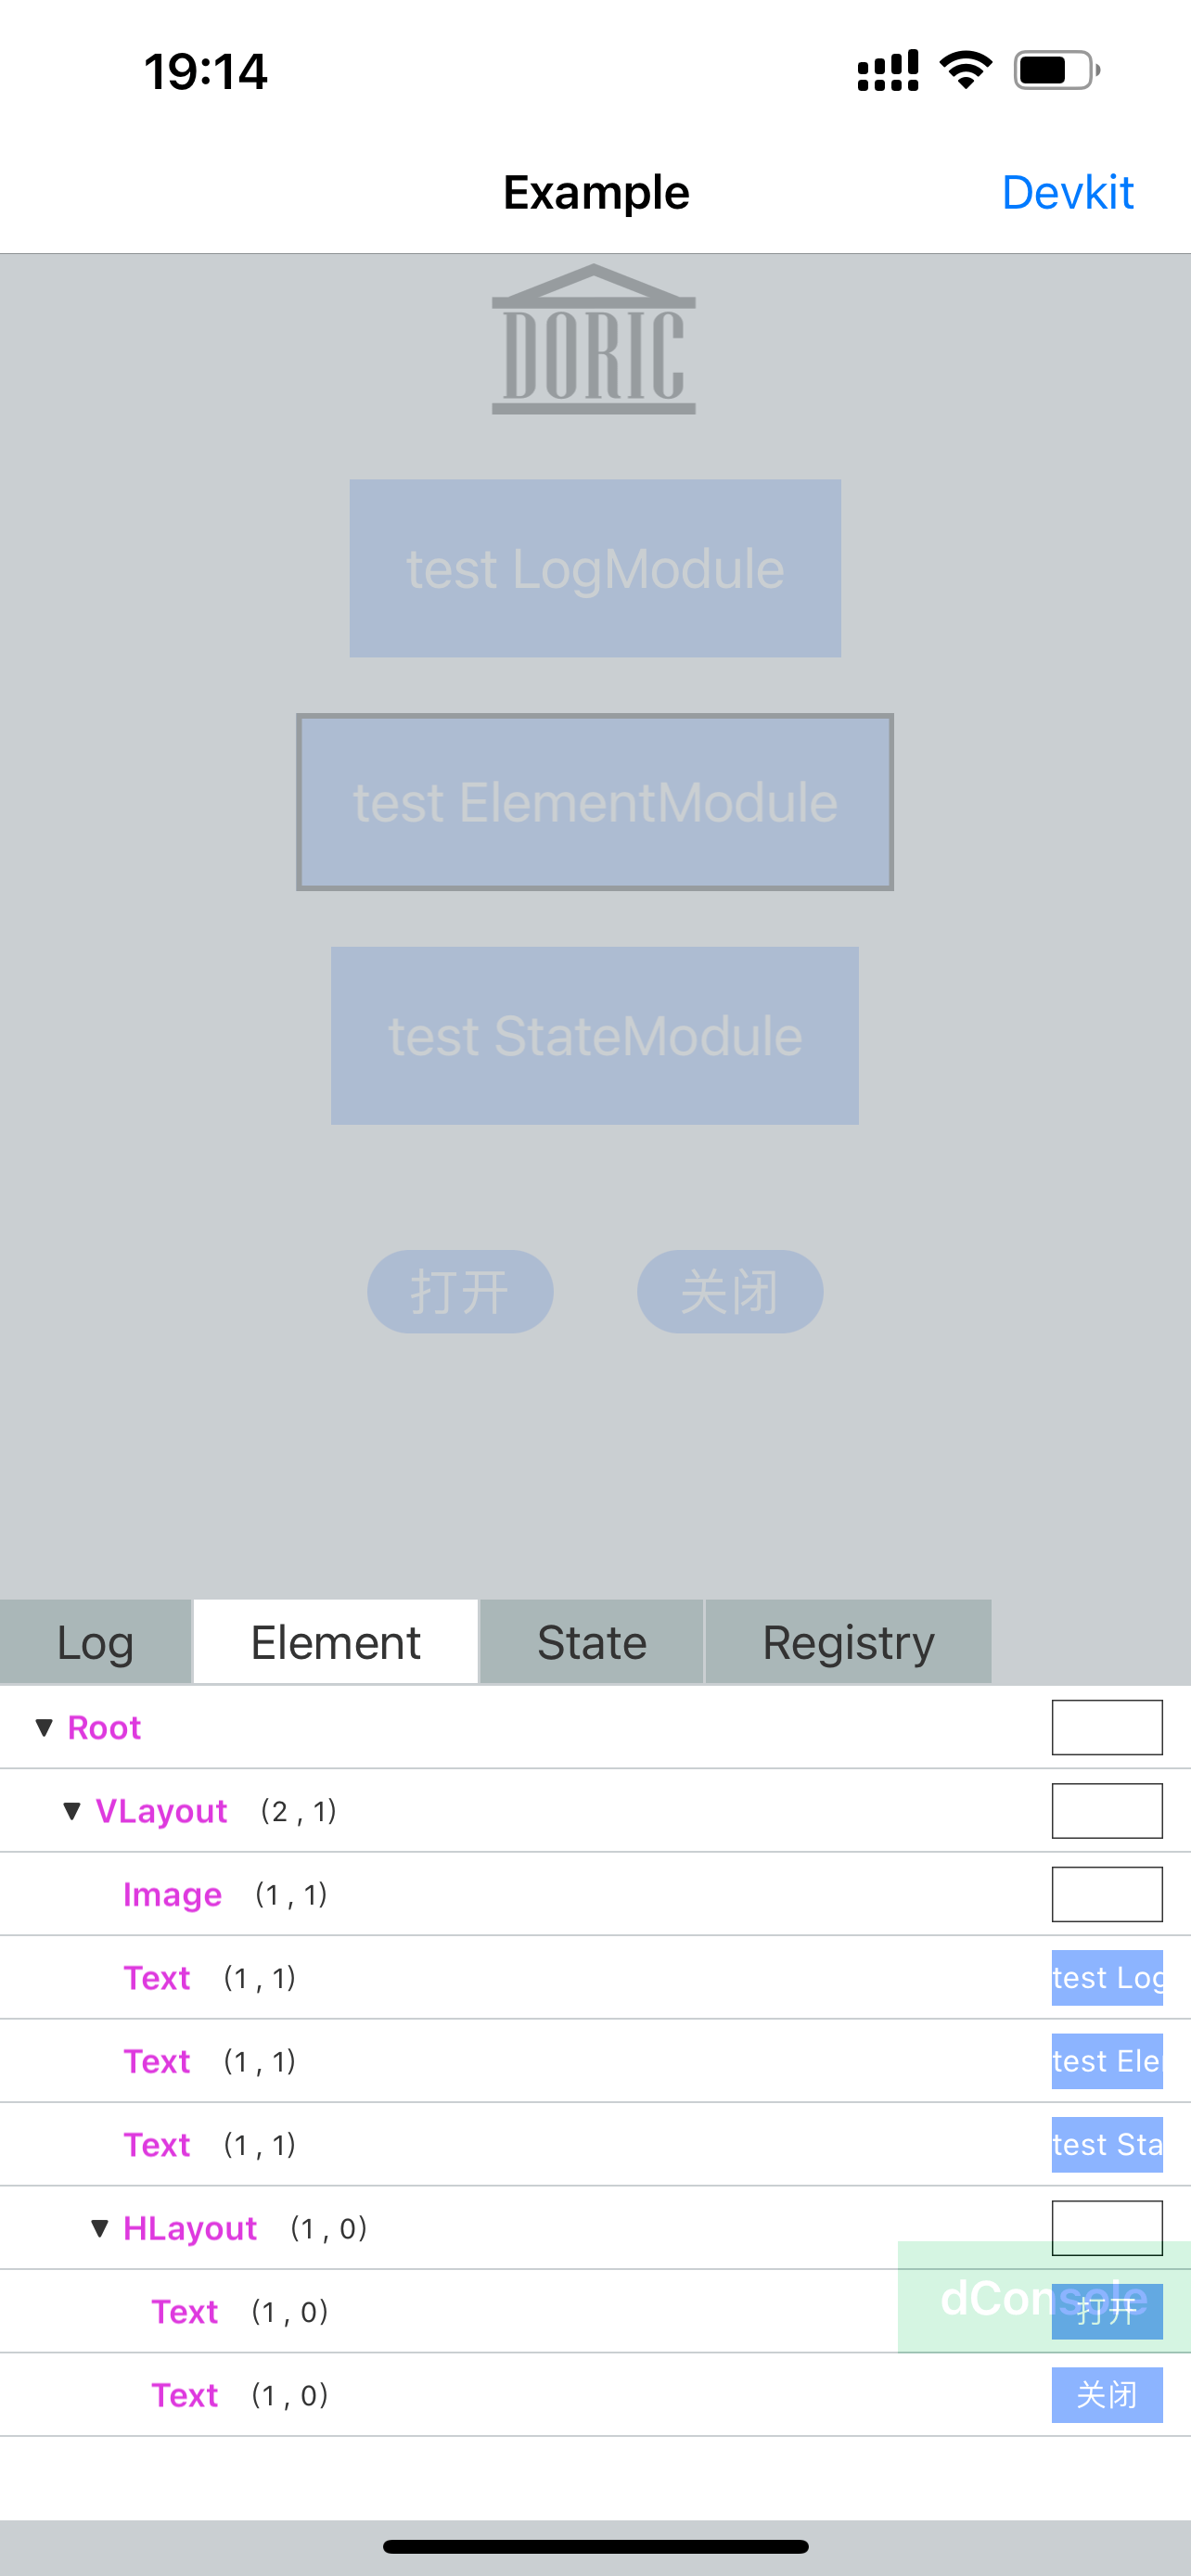 19:14
Example
Devkit
DORIC
test LogModule
test ElementModule
test StateModule
打开
关闭
Log
Element
State
Registry
▼ Root
▼ VLayout (2 , 1)
Image (1 , 1)
Text (1 , 1)
test Log
Text (1 , 1)
test Ele
Text (1 , 1)
test Sta
▼ HLayout (1 , 0)
dConsole
Text (1 , 0)
打开
Text (1 , 0)
关闭